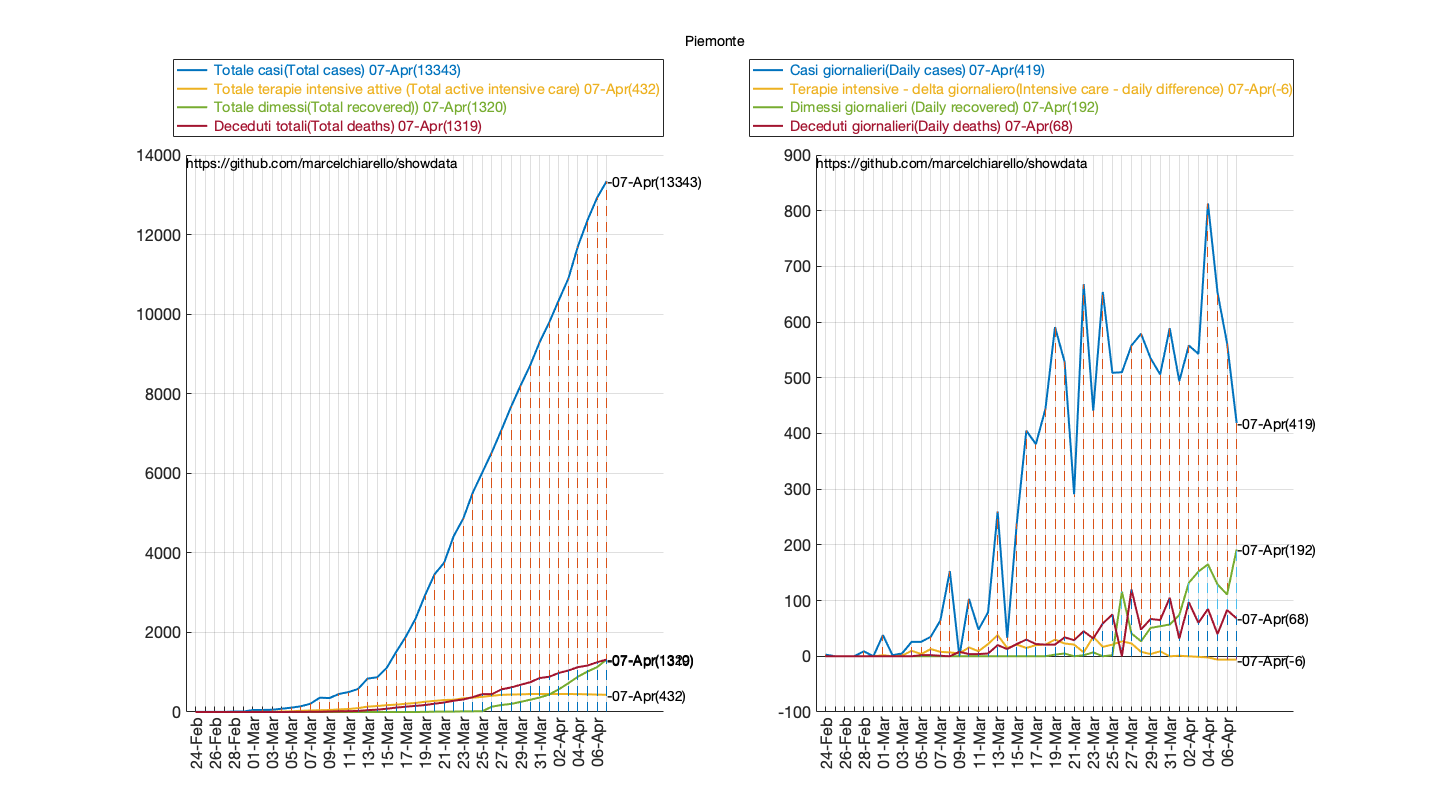 Piemonte
Totale casi(Total cases) 07-Apr(13343)
Totale terapie intensive attive (Total active intensive care) 07-Apr(432)
Totale dimessi(Total recovered)) 07-Apr(1320)
Deceduti totali(Total deaths) 07-Apr(1319)
14000
https://github.com/marcelchiarello/showdata
-07-Apr(13343)
12000
10000
8000
6000
4000
2000
-07-Apr(432)
0
24-Feb
26-Feb
28-Feb
01-Mar
03-Mar
05-Mar
07-Mar
09-Mar
11-Mar
13-Mar
15-Mar
17-Mar
19-Mar
21-Mar
23-Mar
25-Mar
27-Mar
29-Mar
31-Mar
02-Apr
04-Apr
06-Apr
Casi giornalieri(Daily cases) 07-Apr(419)
Terapie intensive - delta giornaliero(Intensive care - daily difference) 07-Apr(-6)
Dimessi giornalieri (Daily recovered) 07-Apr(192)
Deceduti giornalieri(Daily deaths) 07-Apr(68)
900
https://github.com/marcelchiarello/showdata
800
700
600
500
400
-07-Apr(419)
300
200
-07-Apr(192)
100
-07-Apr(68)
0
-07-Apr(-6)
-100
24-Feb
26-Feb
28-Feb
01-Mar
03-Mar
05-Mar
07-Mar
09-Mar
11-Mar
13-Mar
15-Mar
17-Mar
19-Mar
21-Mar
23-Mar
25-Mar
27-Mar
29-Mar
31-Mar
02-Apr
04-Apr
06-Apr